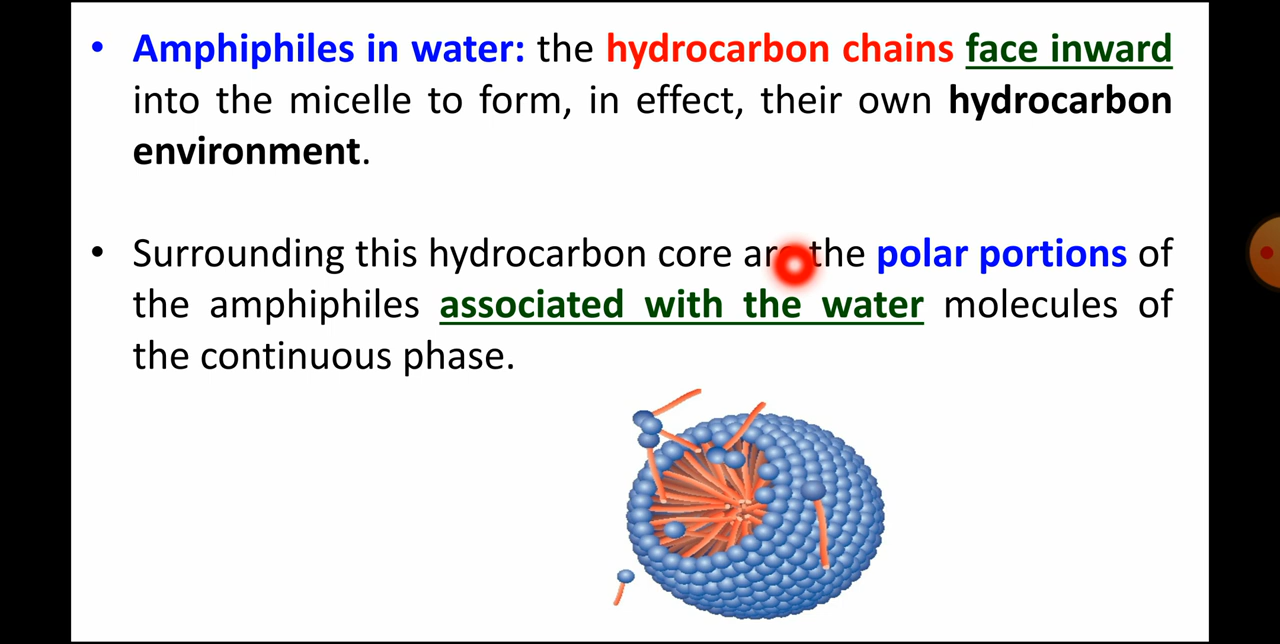 • Amphiphiles in water: the hydrocarbon chains face inward
into the micelle to form, in effect, their own hydrocarbon
environment.
• Surrounding this hydrocarbon core are the polar portions of
the amphiphiles associated with the water molecules of
the continuous phase.